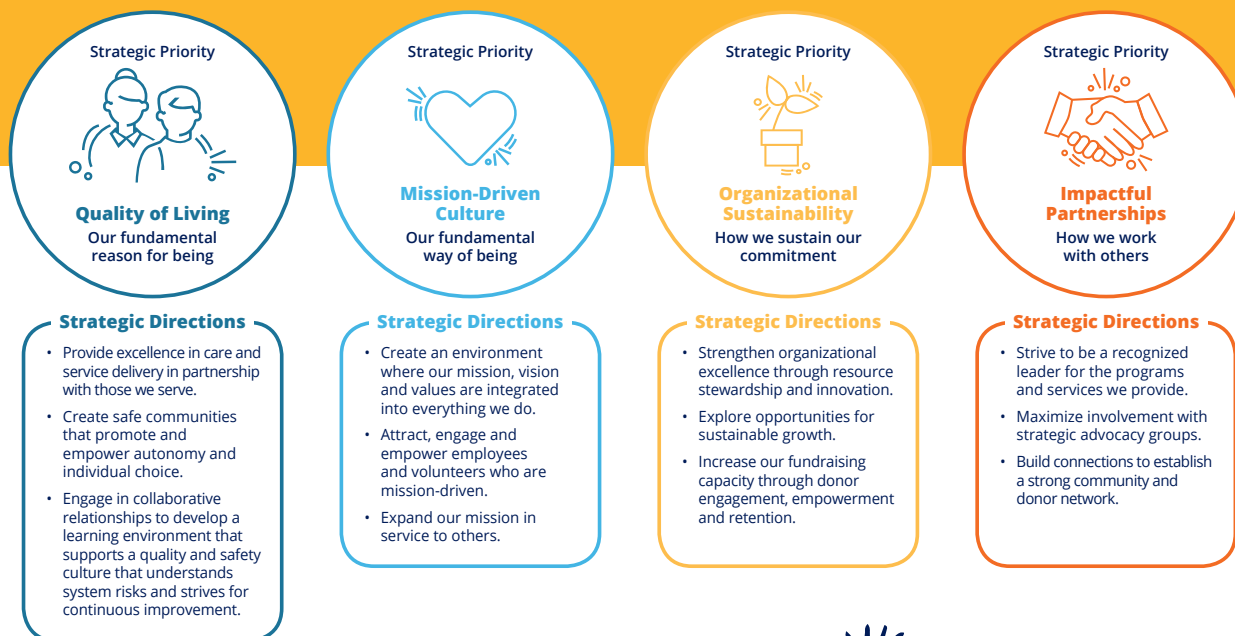 Strategic Priority
Quality of Living
Our fundamental
reason for being
Strategic Directions
• Provide excellence in care and
service delivery in partnership
with those we serve.
• Create safe communities
that promote and
empower autonomy and
individual choice.
• Engage in collaborative
relationships to develop a
learning environment that
supports a quality and safety
culture that understands
system risks and strives for
continuous improvement.
Strategic Priority
Mission-Driven
Culture
Our fundamental
way of being
Strategic Directions
• Create an environment
where our mission, vision
and values are integrated
into everything we do.
• Attract, engage and
empower employees
and volunteers who are
mission-driven.
• Expand our mission in
service to others.
Strategic Priority
Organizational
Sustainability
How we sustain our
commitment
Strategic Directions
• Strengthen organizational
excellence through resource
stewardship and innovation.
• Explore opportunities for
sustainable growth.
• Increase our fundraising
capacity through donor
engagement, empowerment
and retention.
Strategic Priority
Impactful
Partnerships
How we work
with others
Strategic Directions
• Strive to be a recognized
leader for the programs
and services we provide.
• Maximize involvement with
strategic advocacy groups.
• Build connections to establish
a strong community and
donor network.